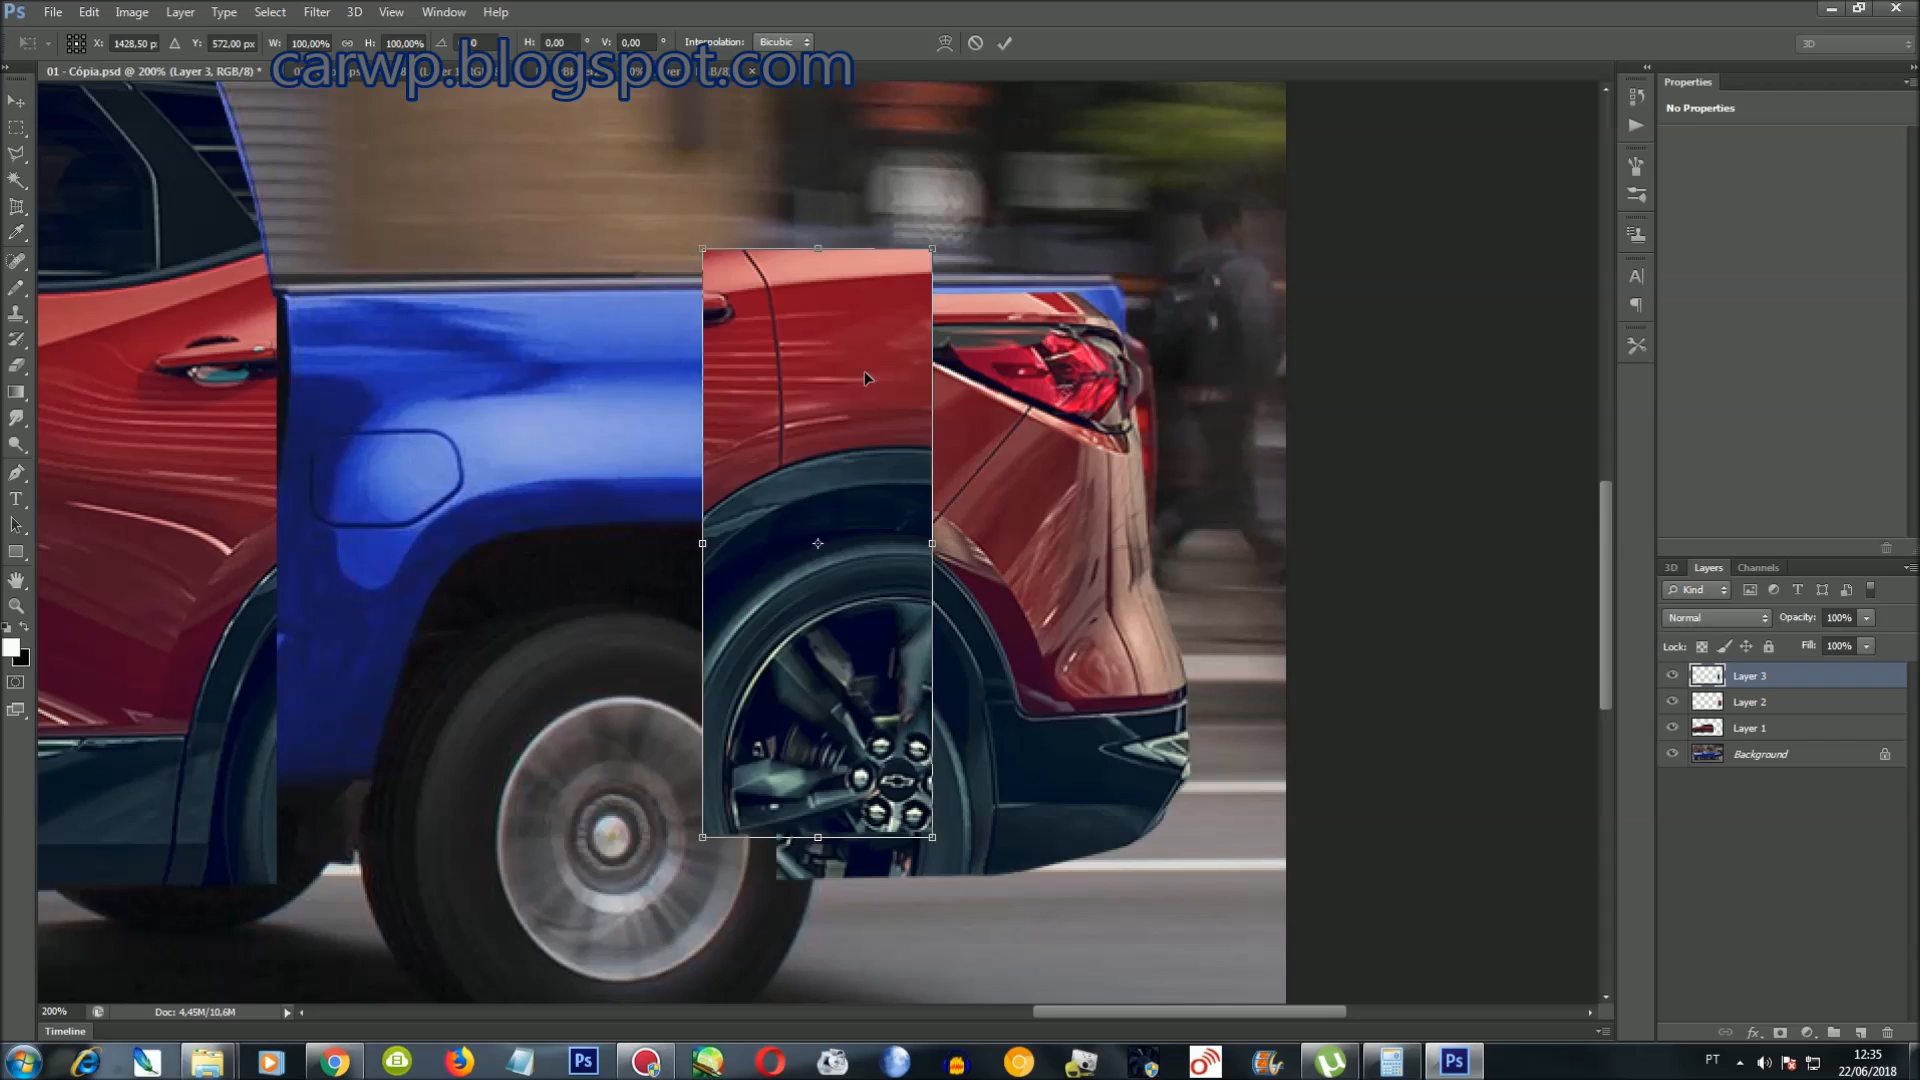 Ps File Edit Image Layer Type Select Filter 3D View Window Help
X: 1428,50 p Y: 572,00 px W: 100,00% H: 100,00% H: 0,00 ° V: 0,00 ° Interpolation: Bicubic 3D
01 - Cópia.psd @ 200% (Layer 3, RGB/8) *
carwp.blogspot.com
Properties
No Properties
3D Layers Channels
Kind
Normal Opacity: 100%
Lock: Fill: 100%
Layer 3
Layer 2
Layer 1
Background
200% Doc: 4,45M/10,6M
Timeline
PT 12:35
22/06/2018